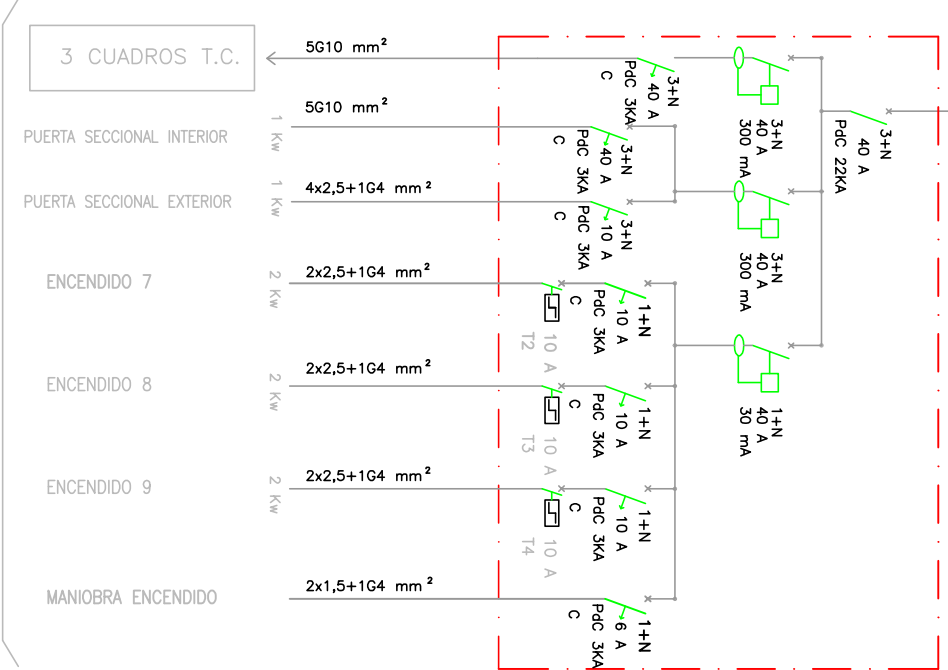 3 CUADROS T.C.
5G10 mm²
3+N
40 A
PdC 3KA
C
3+N
40 A
300 mA
3+N
40 A
PdC 22KA
PUERTA SECCIONAL INTERIOR
1 Kw
5G10 mm²
3+N
40 A
PdC 3KA
C
PUERTA SECCIONAL EXTERIOR
1 Kw
4x2,5+1G4 mm²
3+N
10 A
PdC 3KA
C
3+N
40 A
300 mA
ENCENDIDO 7
2 Kw
2x2,5+1G4 mm²
10 A
T2
1+N
10 A
PdC 3KA
C
ENCENDIDO 8
2 Kw
2x2,5+1G4 mm²
10 A
T3
1+N
10 A
PdC 3KA
C
1+N
40 A
30 mA
ENCENDIDO 9
2 Kw
2x2,5+1G4 mm²
10 A
T4
1+N
10 A
PdC 3KA
C
MANIOBRA ENCENDIDO
2x1,5+1G4 mm²
1+N
6 A
PdC 3KA
C